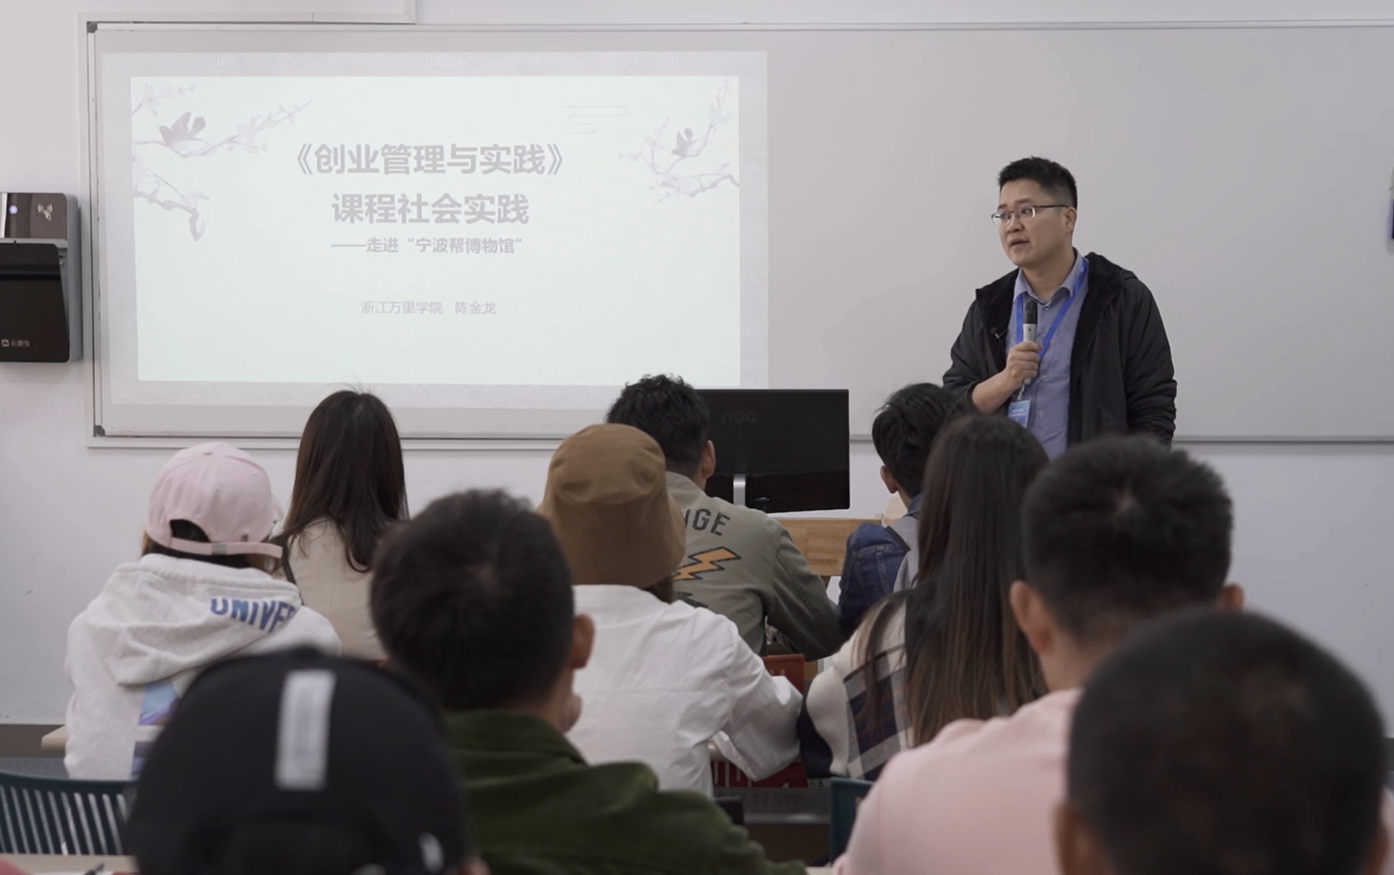 《创业管理与实践》
课程社会实践
——走进“宁波帮博物馆”
浙江万里学院 陈金龙
AOC
UNIVE